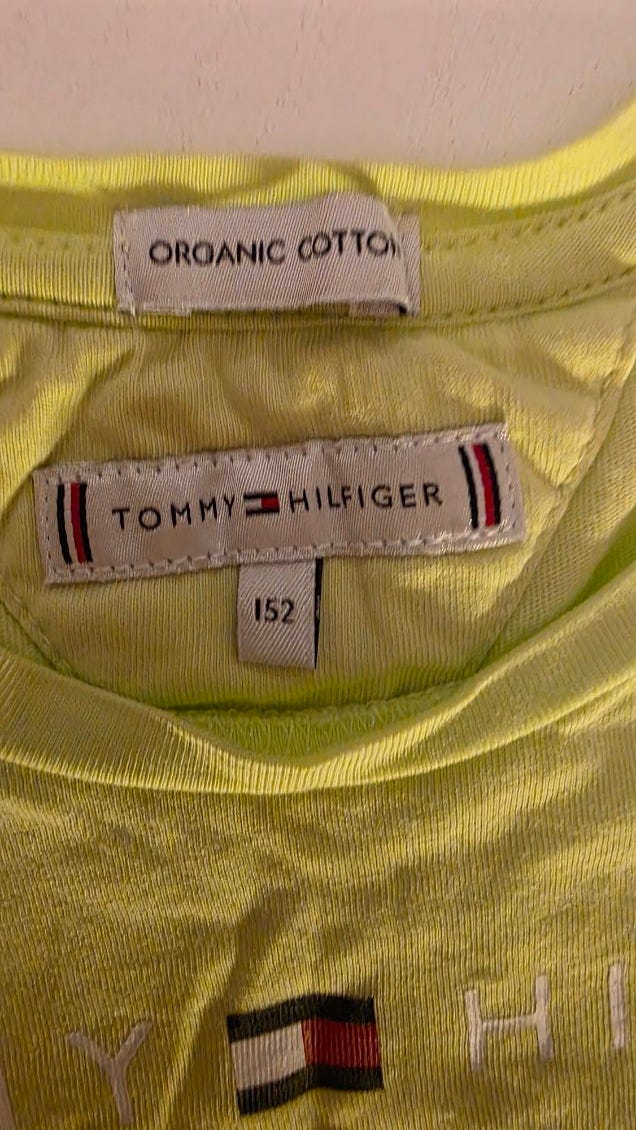 ORGANIC COTTON
TOMMY HILFIGER
152
Y HI